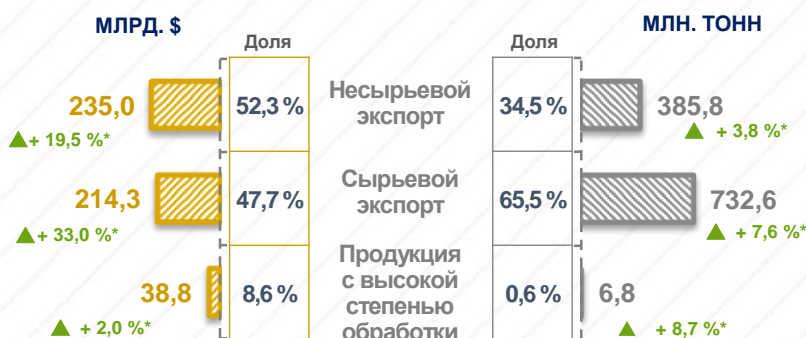 МЛРД. $
МЛН. ТОНН
Доля
Доля
235,0
52,3 %
Несырьевой
экспорт
34,5 %
385,8
+ 19,5 %*
+ 3,8 %*
214,3
47,7 %
Сырьевой
экспорт
65,5 %
732,6
+ 33,0 %*
+ 7,6 %*
38,8
8,6 %
Продукция
с высокой
степенью
обработки
0,6 %
6,8
+ 2,0 %*
+ 8,7 %*